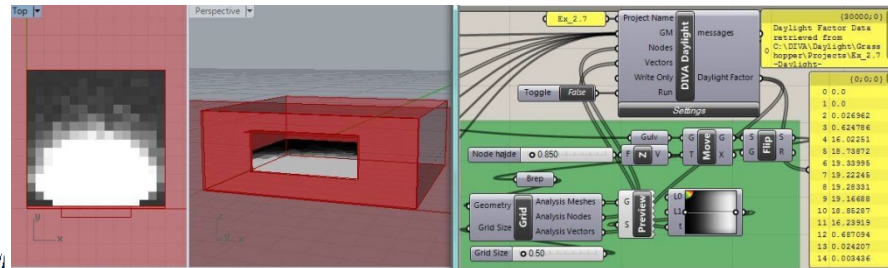 Top
Perspective
y
x
z
x
Ex_2.7
Project Name
GM
Nodes
Vectors
Write Only
Run
DIVA Daylight
messages
Daylight Factor
Settings
Toggle False
{30000;0}
0
Daylight Factor Data
retrieved from
C:\DIVA\Daylight\Grass
hopper\Projects\Ex_2.7
-Daylight-
{0;0;0}
0 0.0
1 0.0
2 0.026962
3 0.624786
4 16.02251
5 18.73872
6 19.33995
7 19.22245
8 19.28331
9 19.16688
10 18.85287
11 16.23919
12 0.687094
13 0.024207
14 0.003436
Node højde 0.850
F Z V
Gulv
G T Move G X
S G Flip S R
Brep
Geometry
Grid Size
Grid
Analysis Meshes
Analysis Nodes
Analysis Vectors
G
S
Preview
L0
L1
t
Grid Size 0.50